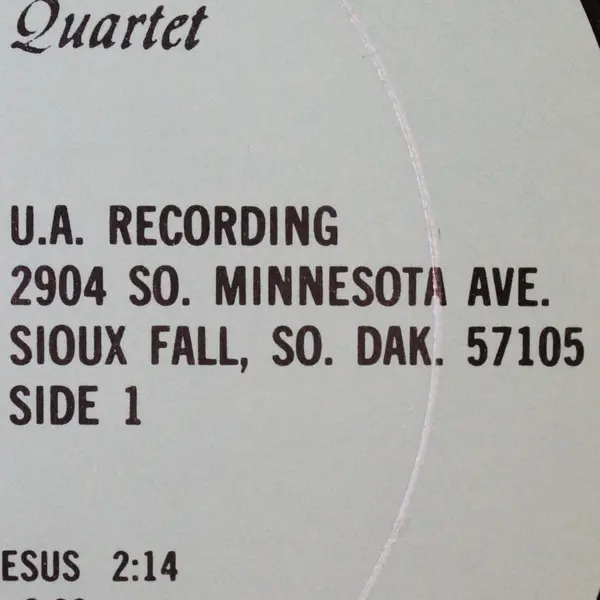 Quartet
U.A. RECORDING
2904 SO. MINNESOTA AVE.
SIOUX FALL, SO. DAK. 57105
SIDE 1
ESUS 2:14